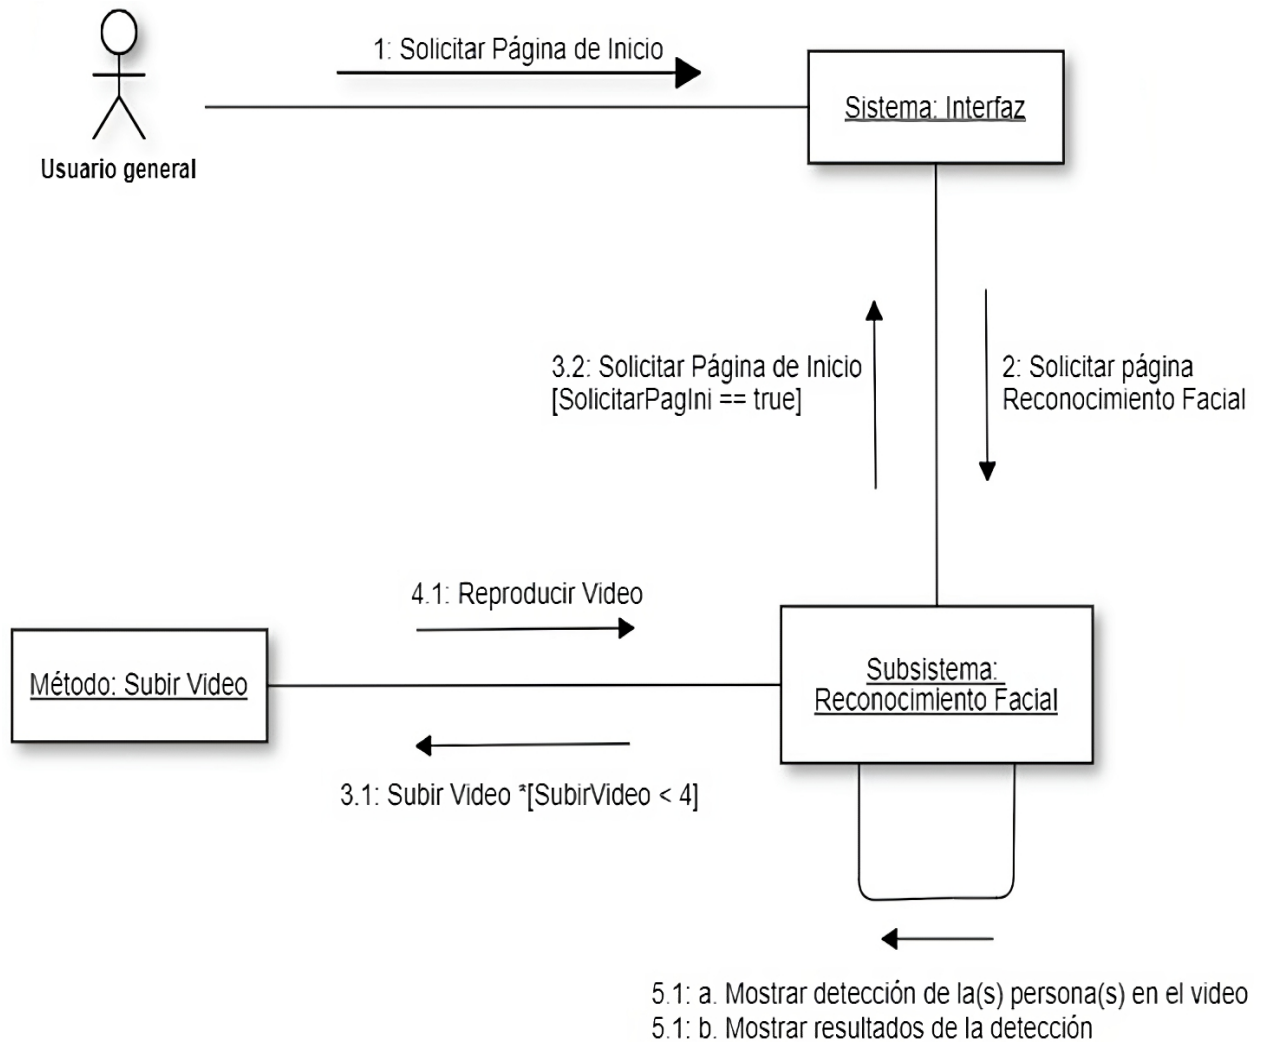 1: Solicitar Página de Inicio
Sistema: Interfaz
Usuario general
3.2: Solicitar Página de Inicio
[SolicitarPagIni == true]
2: Solicitar página
Reconocimiento Facial
4.1: Reproducir Video
Método: Subir Video
Subsistema:
Reconocimiento Facial
3.1: Subir Video *[SubirVideo < 4]
5.1: a. Mostrar detección de la(s) persona(s) en el video
5.1: b. Mostrar resultados de la detección